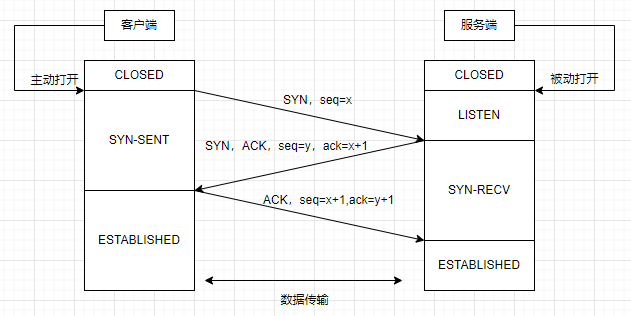 客户端
服务端
主动打开
CLOSED
CLOSED
被动打开
SYN，seq=x
LISTEN
SYN-SENT
SYN，ACK，seq=y，ack=x+1
SYN-RECV
ACK，seq=x+1,ack=y+1
ESTABLISHED
ESTABLISHED
数据传输